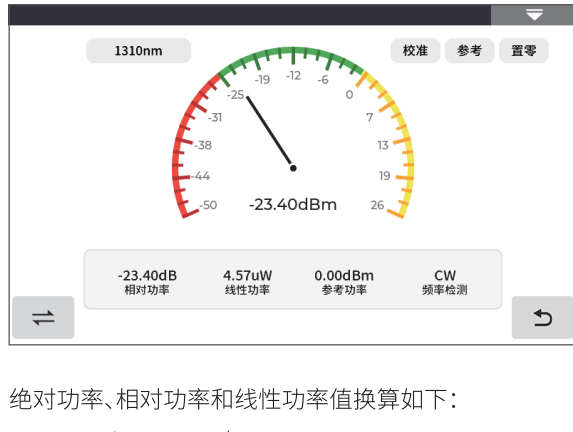 1310nm
校准 参考 置零
-50 -44 -38 -31 -25 -19 -12 -6 0 7 13 19 26
-23.40dBm
-23.40dB 4.57uW 0.00dBm CW
相对功率 线性功率 参考功率 频率检测
绝对功率、相对功率和线性功率值换算如下：